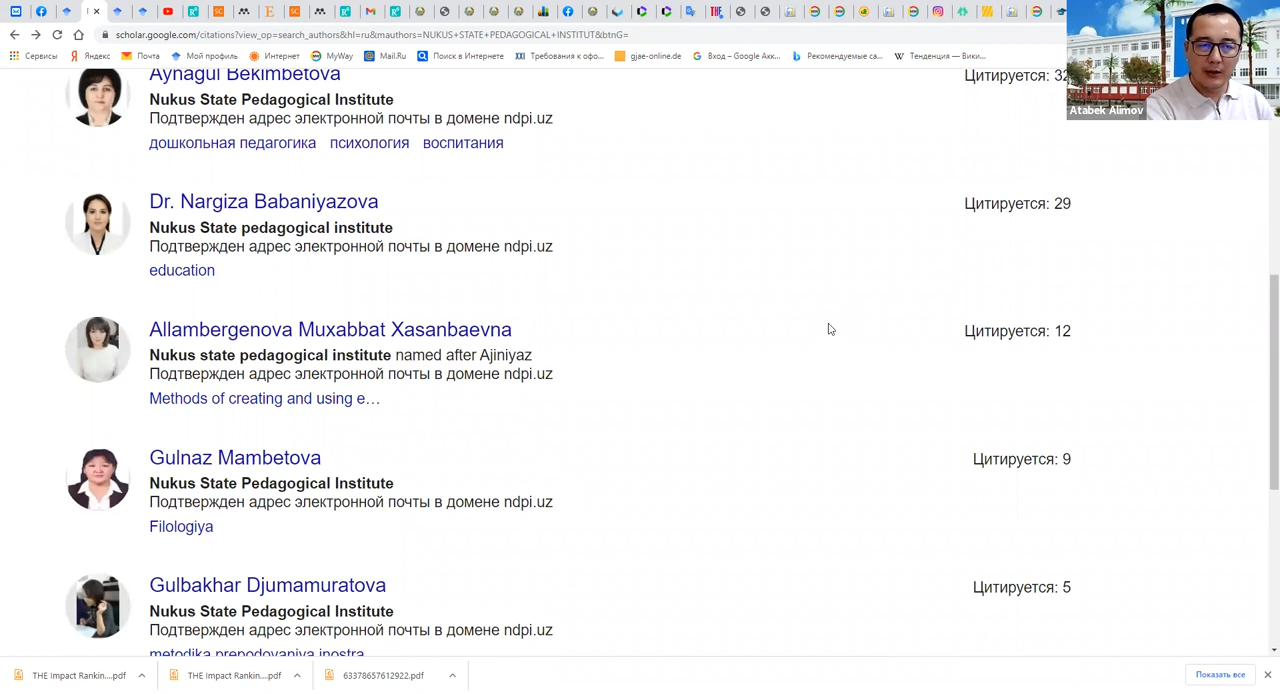 scholar.google.com/citations?view_op=search_authors&hl=ru&mauthors=NUKUS+STATE+PEDAGOGICAL+INSTITUT&btnG=
Сервисы Яндекс Почта Мой профиль Интернет MyWay Mail.Ru Поиск в Интернете Требования к офо... gjae-online.de Вход – Google Акк... Рекомендуемые са... Тенденция — Вики...
Atabek Alimov
Aynagul Bekimbetova Цитируется: 32
Nukus State Pedagogical Institute
Подтвержден адрес электронной почты в домене ndpi.uz
дошкольная педагогика психология воспитания
Dr. Nargiza Babaniyazova Цитируется: 29
Nukus State pedagogical institute
Подтвержден адрес электронной почты в домене ndpi.uz
education
Allambergenova Muxabbat Xasanbaevna Цитируется: 12
Nukus state pedagogical institute named after Ajiniyaz
Подтвержден адрес электронной почты в домене ndpi.uz
Methods of creating and using e…
Gulnaz Mambetova Цитируется: 9
Nukus State Pedagogical Institute
Подтвержден адрес электронной почты в домене ndpi.uz
Filologiya
Gulbakhar Djumamuratova Цитируется: 5
Nukus State Pedagogical Institute
Подтвержден адрес электронной почты в домене ndpi.uz
metodika prepodovaniya inostra
THE Impact Rankin....pdf THE Impact Rankin....pdf 63378657612922.pdf Показать все